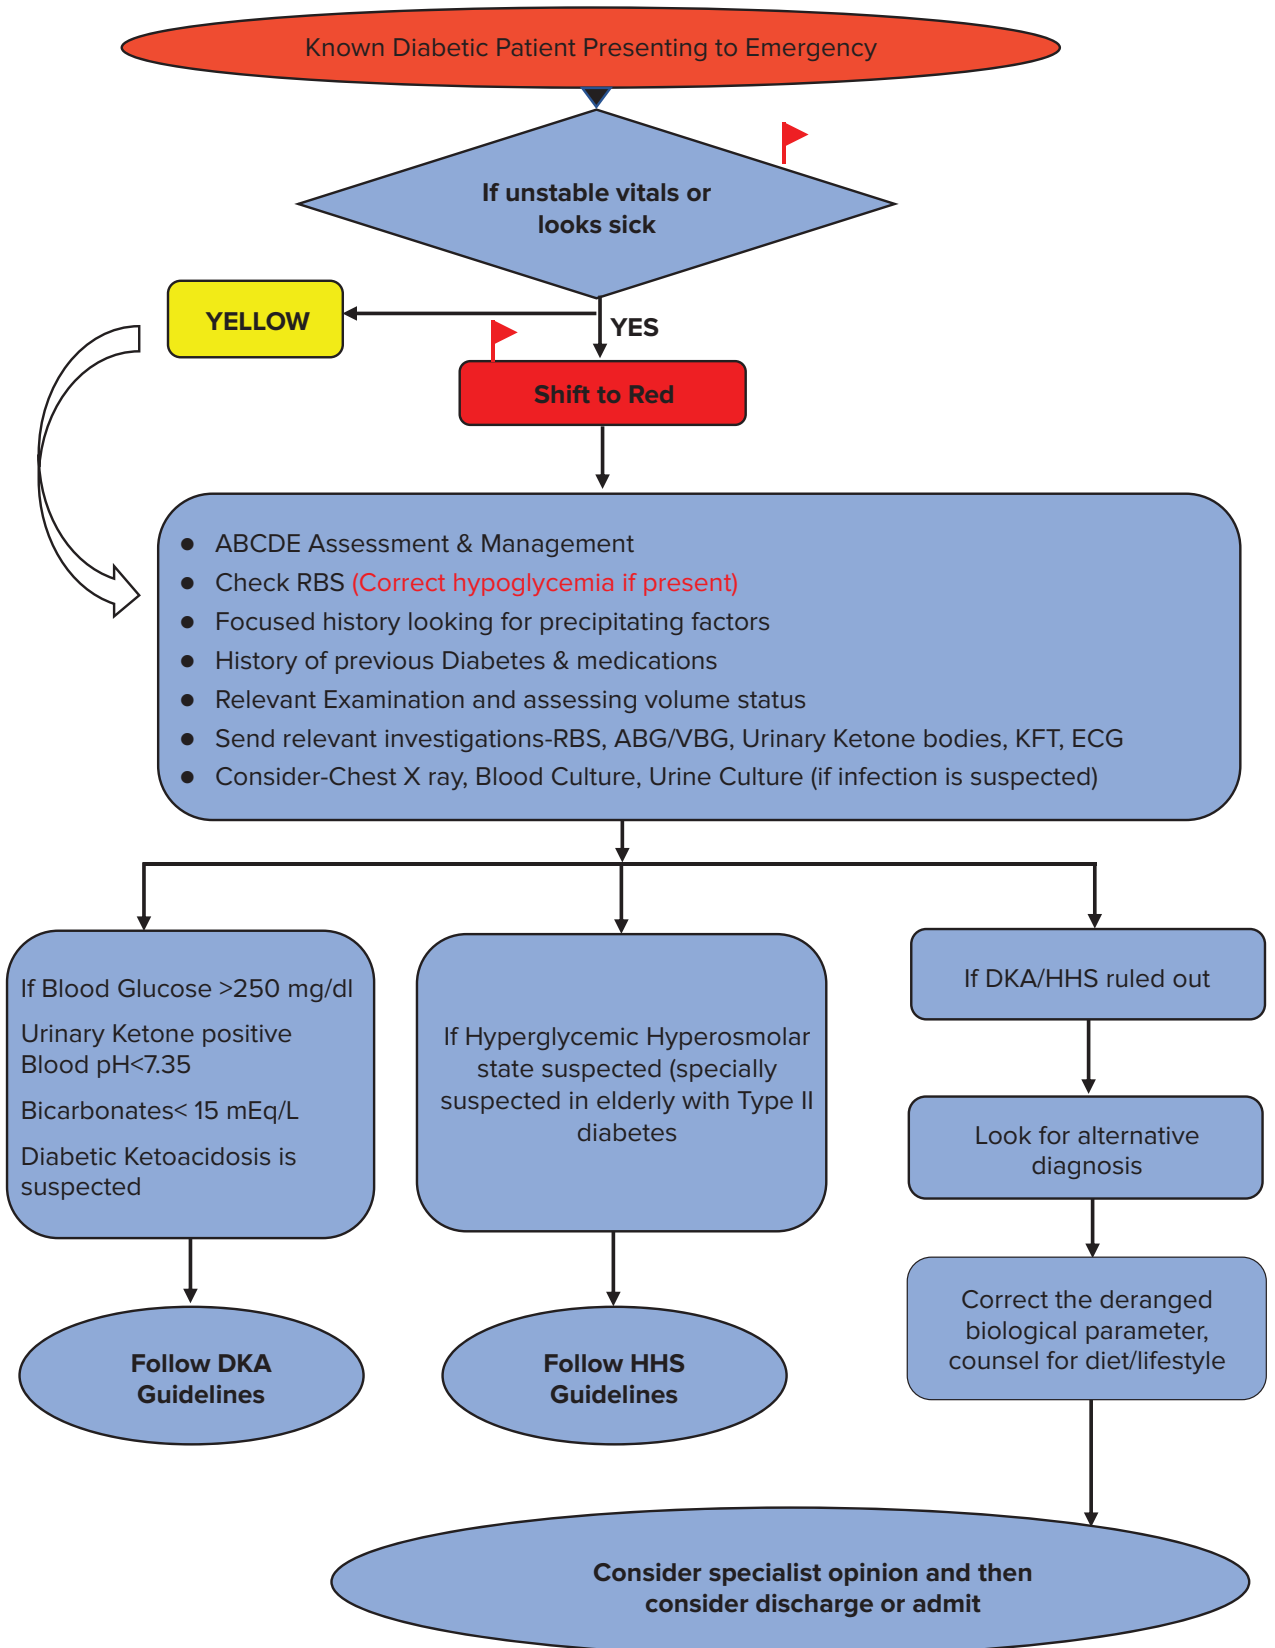 Known Diabetic Patient Presenting to Emergency
If unstable vitals or
looks sick
YELLOW
YES
Shift to Red
● ABCDE Assessment & Management
● Check RBS (Correct hypoglycemia if present)
● Focused history looking for precipitating factors
● History of previous Diabetes & medications
● Relevant Examination and assessing volume status
● Send relevant investigations-RBS, ABG/VBG, Urinary Ketone bodies, KFT, ECG
● Consider-Chest X ray, Blood Culture, Urine Culture (if infection is suspected)
If Blood Glucose >250 mg/dl
Urinary Ketone positive
Blood pH<7.35
Bicarbonates< 15 mEq/L
Diabetic Ketoacidosis is
suspected
If Hyperglycemic Hyperosmolar
state suspected (specially
suspected in elderly with Type II
diabetes
If DKA/HHS ruled out
Look for alternative
diagnosis
Correct the deranged
biological parameter,
counsel for diet/lifestyle
Follow DKA
Guidelines
Follow HHS
Guidelines
Consider specialist opinion and then
consider discharge or admit